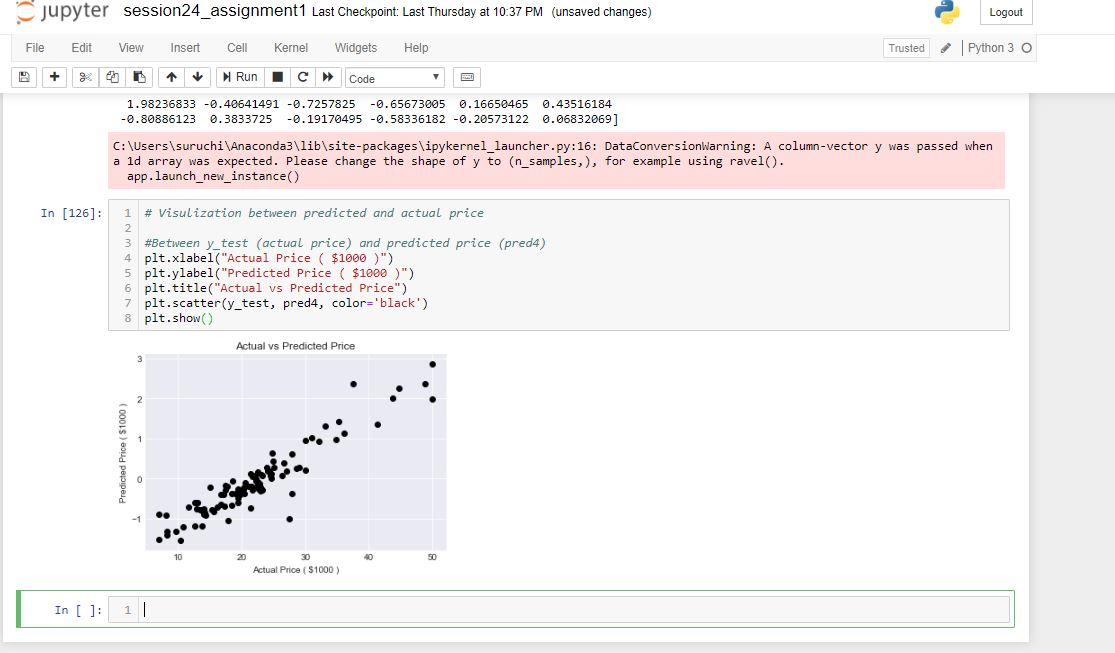 jupyter session24_assignment1 Last Checkpoint: Last Thursday at 10:37 PM (unsaved changes) Logout
File Edit View Insert Cell Kernel Widgets Help Trusted Python 3
Run Code
1.98236833 -0.40641491 -0.7257825 -0.65673005 0.16650465 0.43516184
-0.80886123 0.3833725 -0.19170495 -0.58336182 -0.20573122 0.06832069]
C:\Users\suruchi\Anaconda3\lib\site-packages\ipykernel_launcher.py:16: DataConversionWarning: A column-vector y was passed when
a 1d array was expected. Please change the shape of y to (n_samples,), for example using ravel().
app.launch_new_instance()
In [126]: 1 # Visulization between predicted and actual price
2
3 #Between y_test (actual price) and predicted price (pred4)
4 plt.xlabel("Actual Price ( $1000 )")
5 plt.ylabel("Predicted Price ( $1000 )")
6 plt.title("Actual vs Predicted Price")
7 plt.scatter(y_test, pred4, color='black')
8 plt.show()
Actual vs Predicted Price
3
2
1
0
−1
Predicted Price ( $1000 )
10 20 30 40 50
Actual Price ( $1000 )
In [ ]: 1